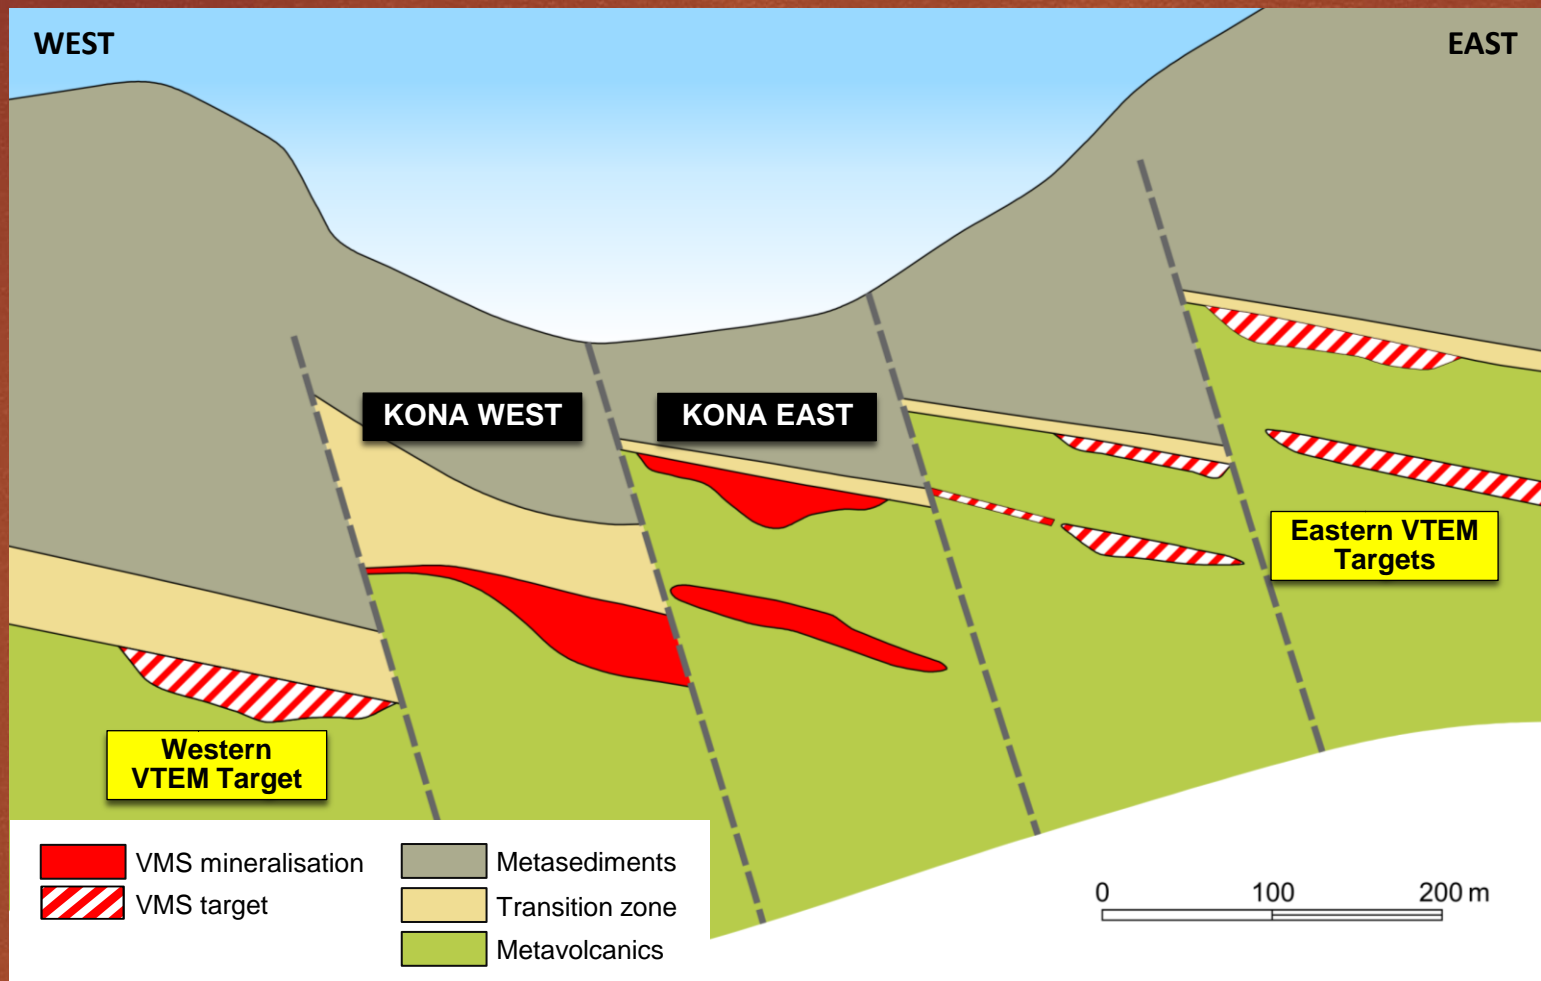 WEST
EAST
KONA WEST
KONA EAST
Eastern VTEM
Targets
Western
VTEM Target
VMS mineralisation
VMS target
Metasediments
Transition zone
Metavolcanics
0 100 200 m